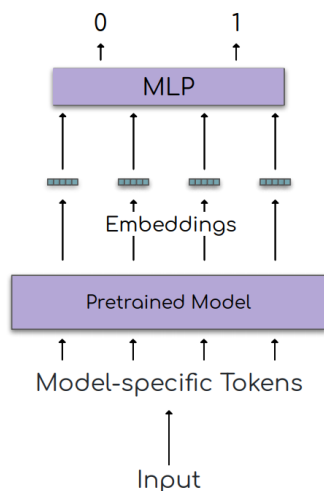 0 1
MLP
Embeddings
Pretrained Model
Model-specific Tokens
Input